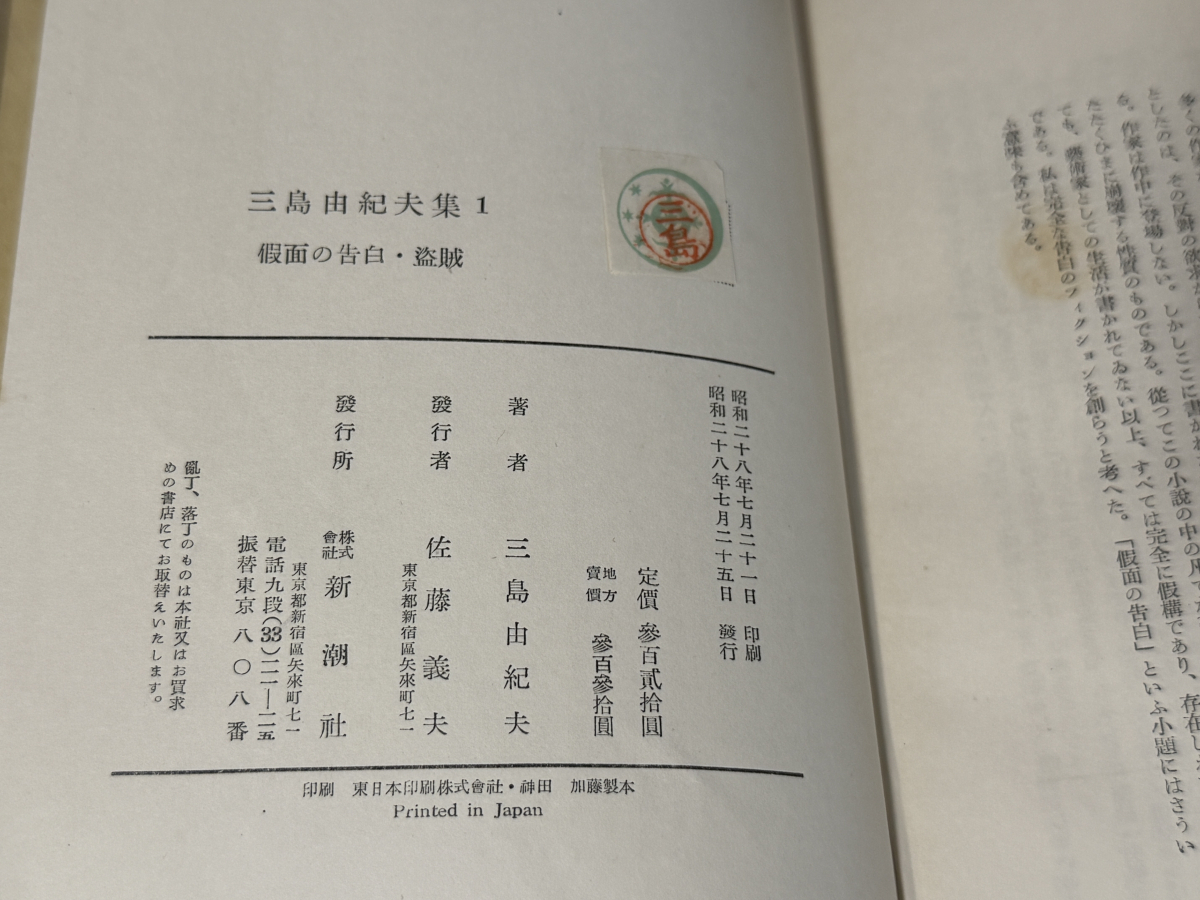 三島由紀夫集 1
假面の告白・盜賊
三島
昭和二十八年七月二十一日 印刷
昭和二十八年七月二十五日 發行
定價 參百貳拾圓
地方賣價 參百參拾圓
著者 三島由紀夫
發行者 佐藤義夫
東京都新宿區矢來町七一
發行所 株式會社 新潮社
東京都新宿區矢來町七一
電話九段(33)二一一—二五
振替東京八〇八番
亂丁、落丁のものは本社又はお買求
めの書店にてお取替えいたします。
印刷 東日本印刷株式會社・神田 加藤製本
Printed in Japan
としたのは、その反對の欲求か
る。作家は作中に登場しない。しかしここに書かれ
たたくひまに崩壞する性質のものである。從つてこの小說の中の凡て
ても、藝術家としての生活が書かれてゐない以上、すべては完全に假構であり、存在し
である。私は完全な告白のフィクションを創らうと考へた。「假面の告白」といふ小題にはさうい
ふ意味も含めてある。